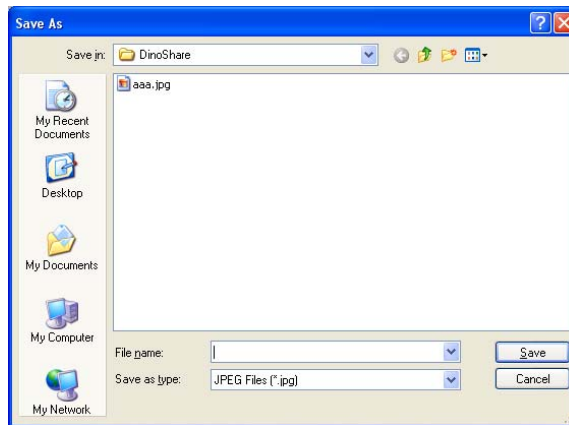 Save As
Save in:
DinoShare
aaa.jpg
My Recent
Documents
Desktop
My Documents
My Computer
My Network
File name:
Save
Save as type:
JPEG Files (*.jpg)
Cancel